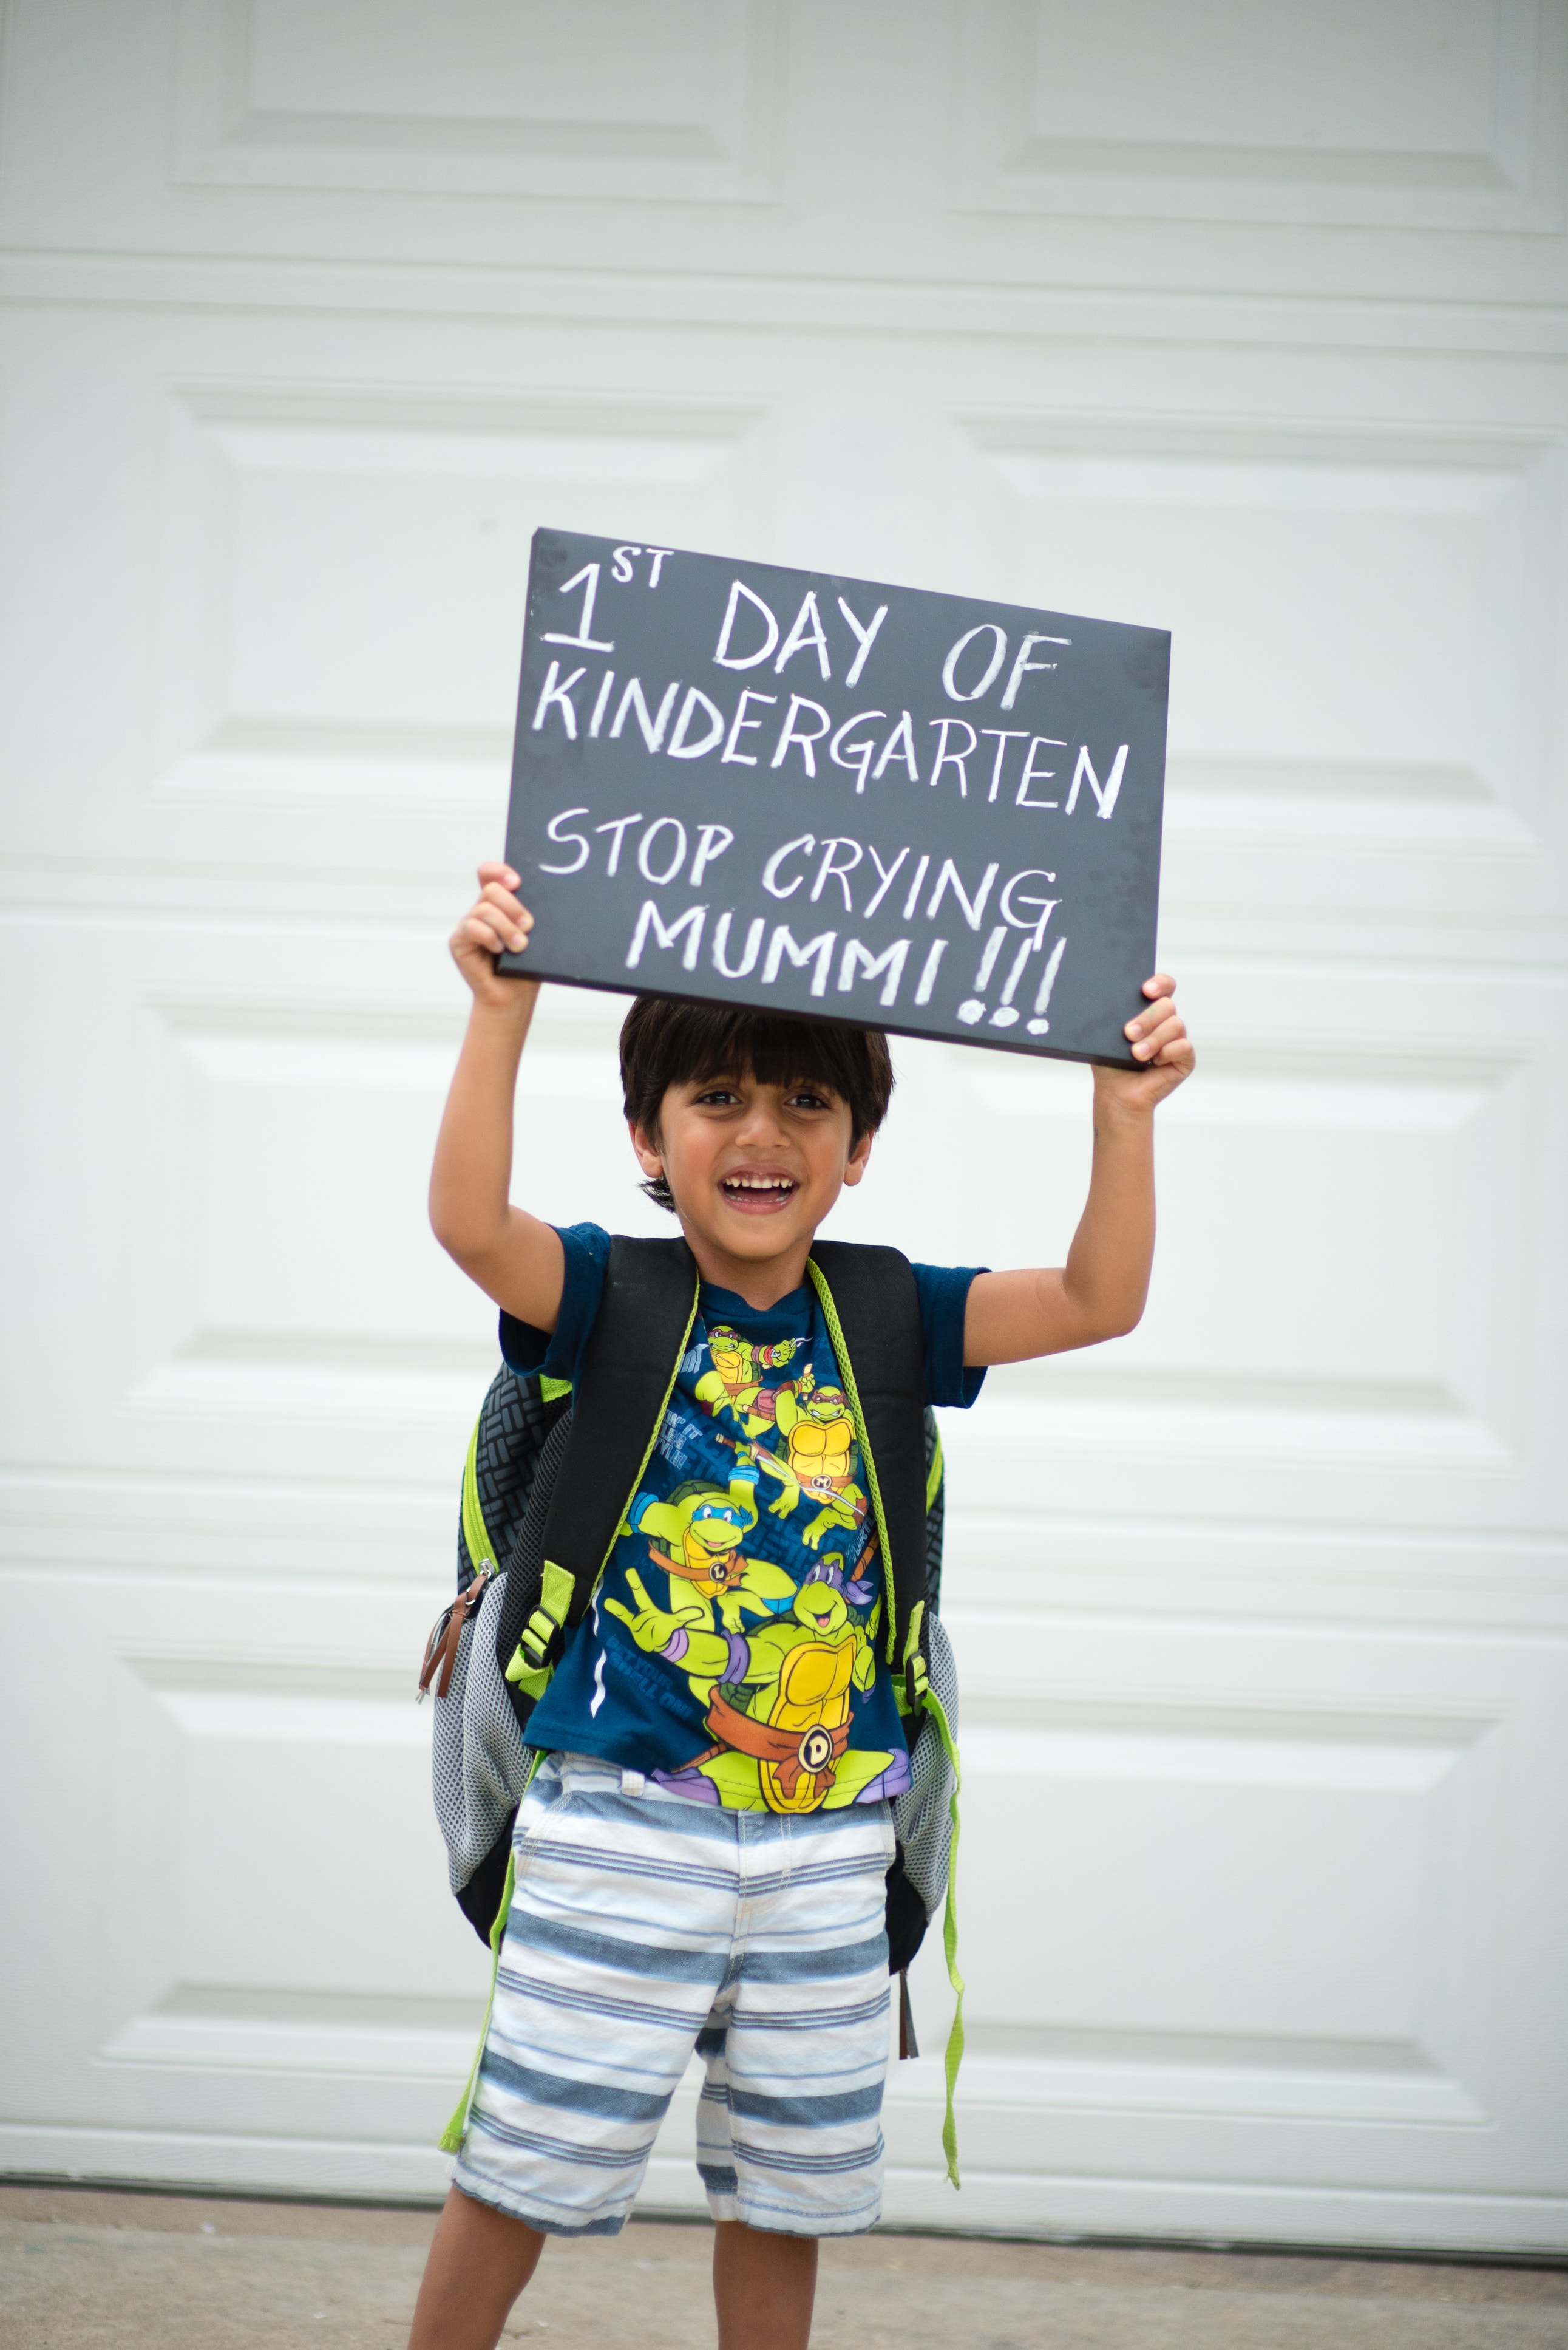 1ST DAY OF
KINDERGARTEN
STOP CRYING
MUMMI !!!
M
L
D